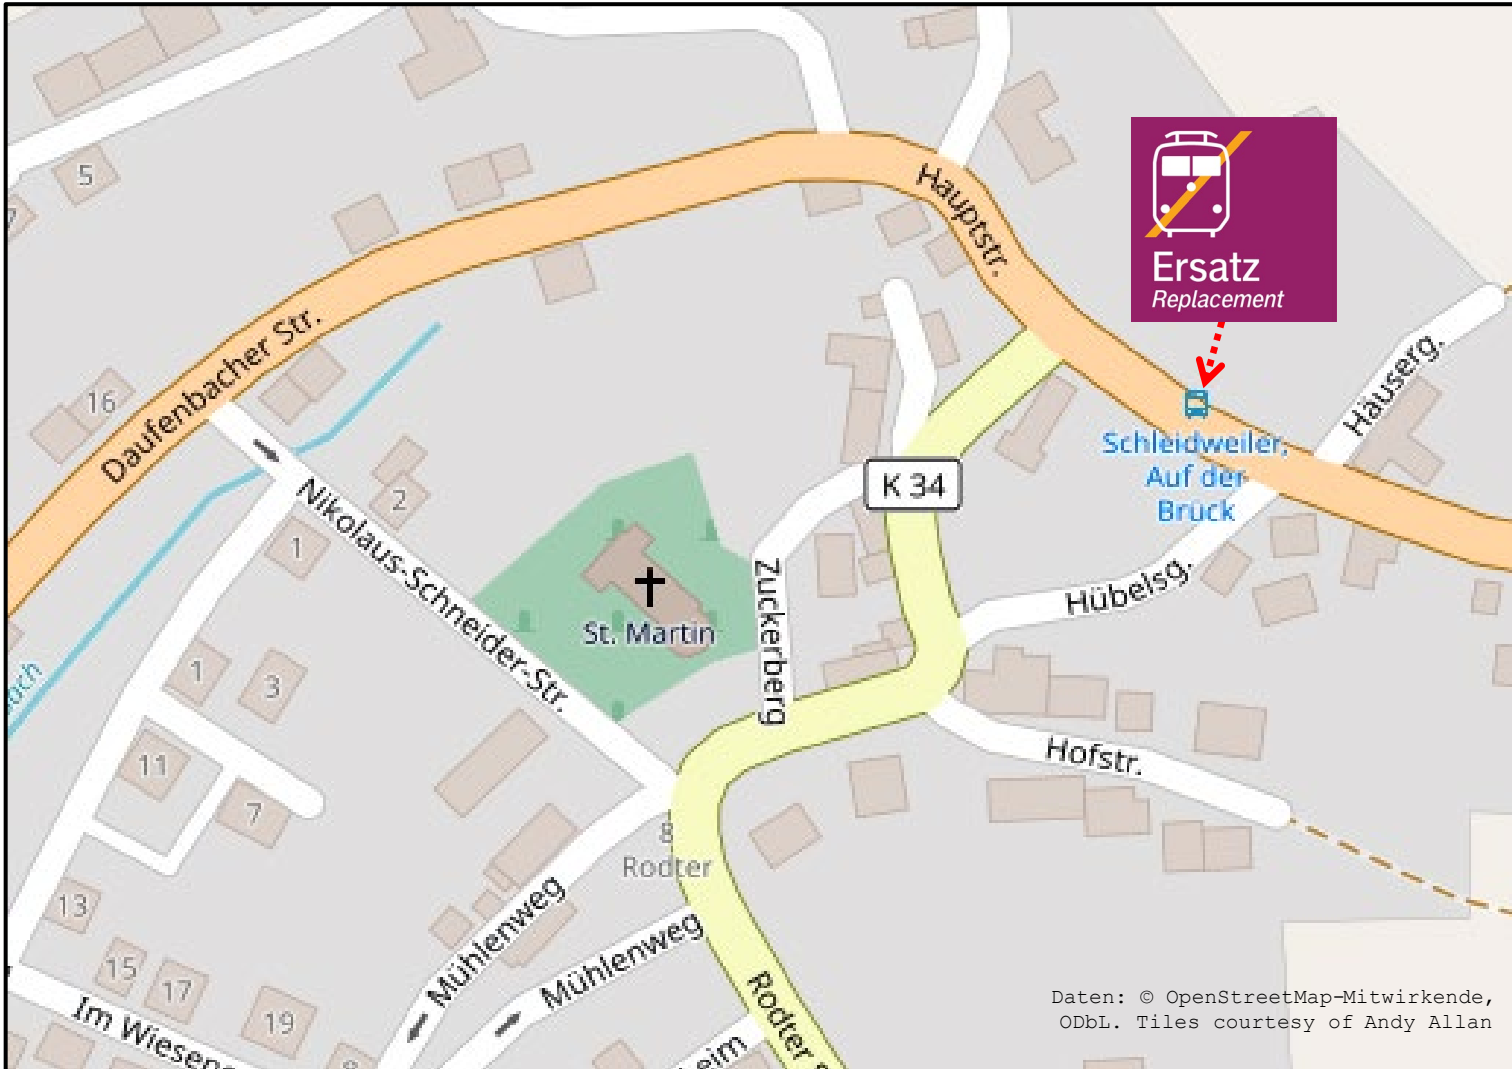 5
Hauptstr.
Ersatz
Replacement
Daufenbacher Str.
16
Häuserg.
Schleidweiler,
Auf der
Brück
K 34
2
1
Nikolaus-Schneider-Str.
St. Martin
Zuckerberg
Hübelsg.
1
3
11
7
Hofstr.
8
Rodter
13
Mühlenweg
Mühlenweg
15
17
19
Im Wieseng
Rodter S
eim
Daten: © OpenStreetMap-Mitwirkende,
ODbL. Tiles courtesy of Andy Allan